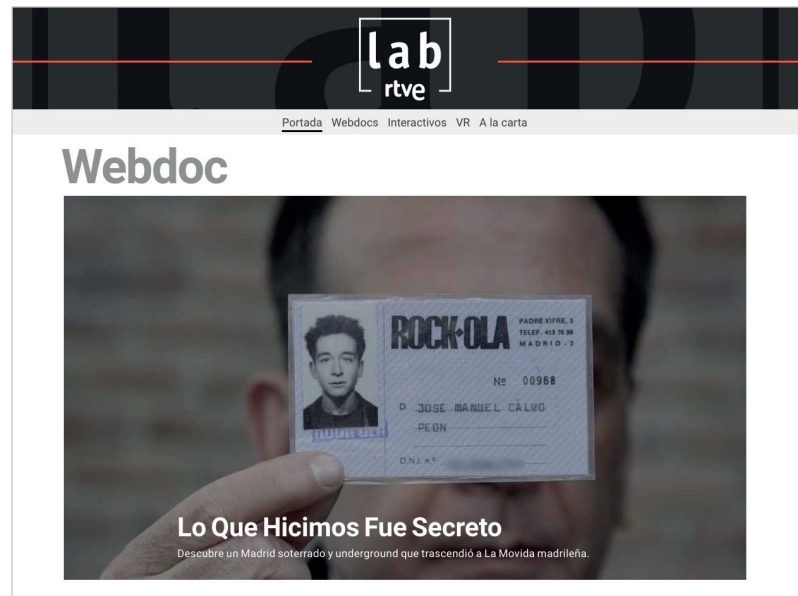 lab
rtve
Portada Webdocs Interactivos VR A la carta
Webdoc
ROCK-OLA
PADRE XIFRE, 5
TELEF. 413 78 39
MADRID - 2
Nº 00968
D JOSE MANUEL CALVO
PEON
D.N.I. n.º
Lo Que Hicimos Fue Secreto
Descubre un Madrid soterrado y underground que trascendió a La Movida madrileña.